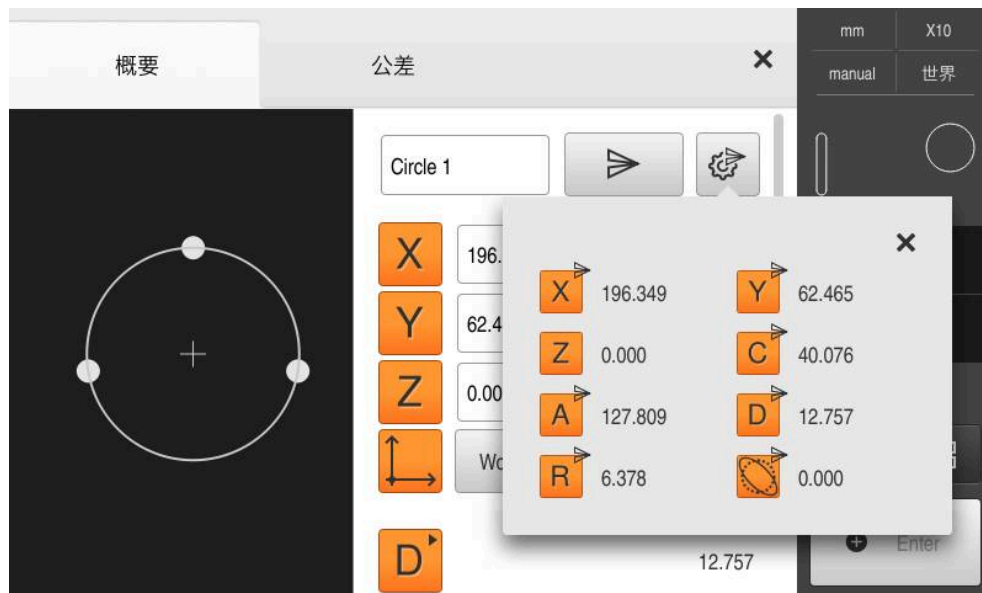 概要
公差
mm X10
manual 世界
Circle 1
X 196.
Y 62.4
Z 0.00
X 196.349 Y 62.465
Z 0.000 C 40.076
A 127.809 D 12.757
R 6.378 0.000
D 12.757
Enter